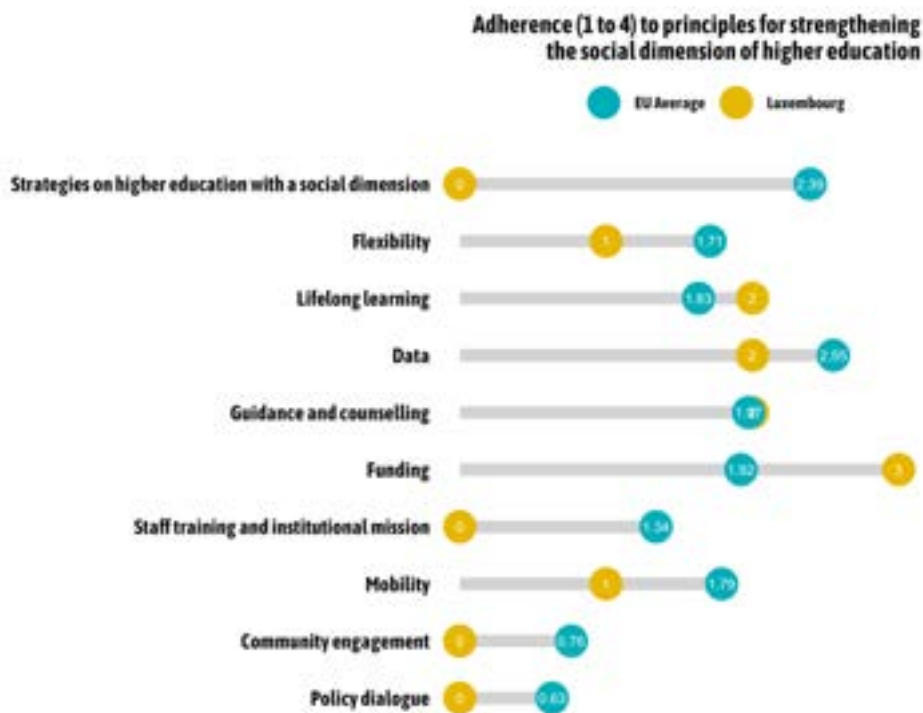 Adherence (1 to 4) to principles for strengthening
the social dimension of higher education
EU Average Luxembourg
Strategies on higher education with a social dimension 0 2.39
Flexibility 1 1.71
Lifelong learning 1.63 2
Data 2 2.55
Guidance and counselling
Funding 1.92 3
Staff training and institutional mission 0 1.34
Mobility 1 1.79
Community engagement 0 0.76
Policy dialogue 0 0.63